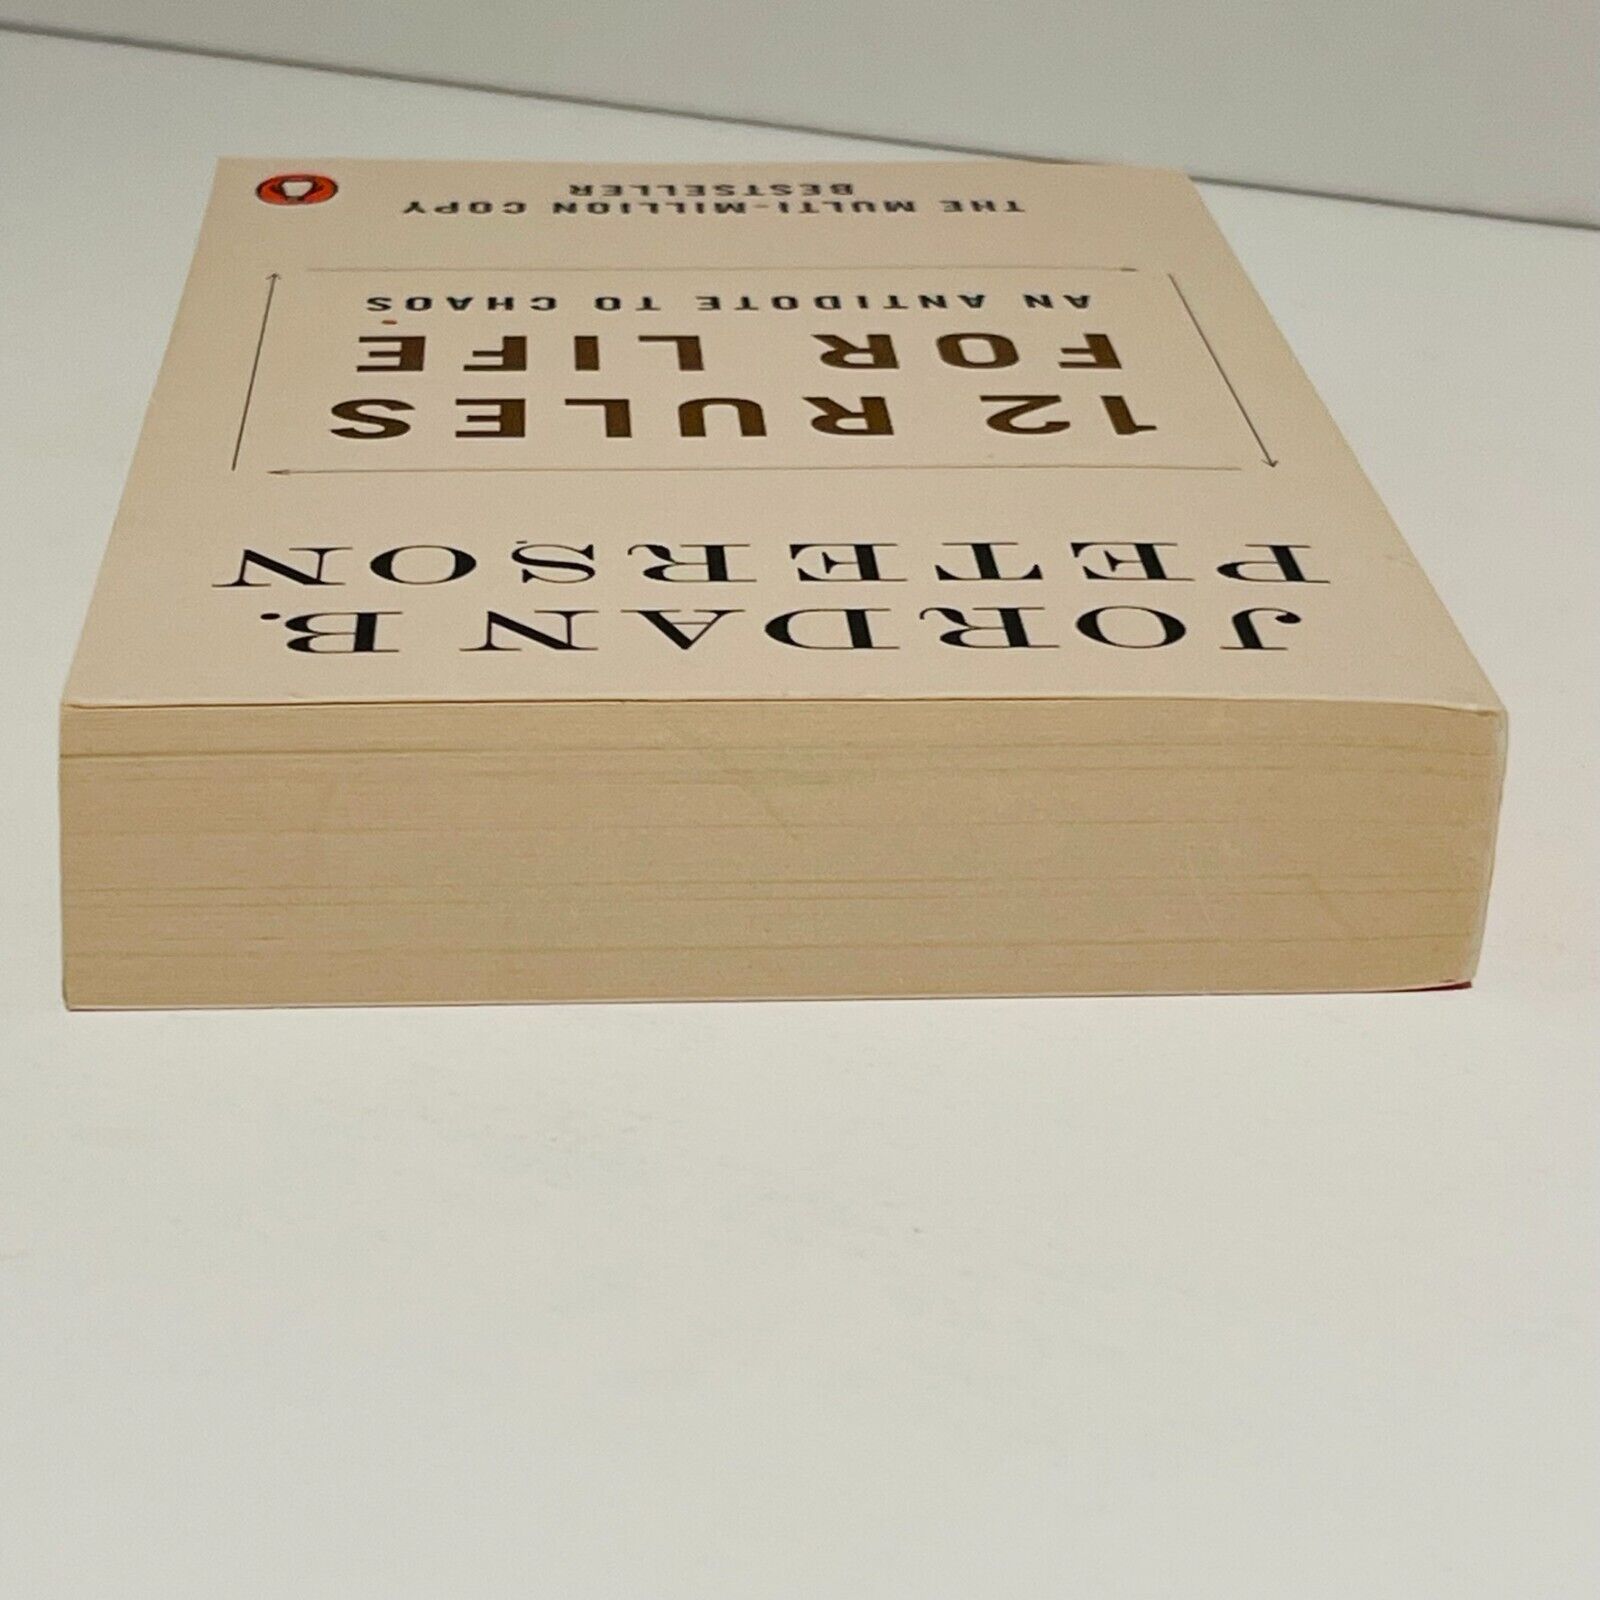 JORDAN B.
PETERSON
12 RULES
FOR LIFE
AN ANTIDOTE TO CHAOS
THE MULTI-MILLION COPY
BESTSELLER